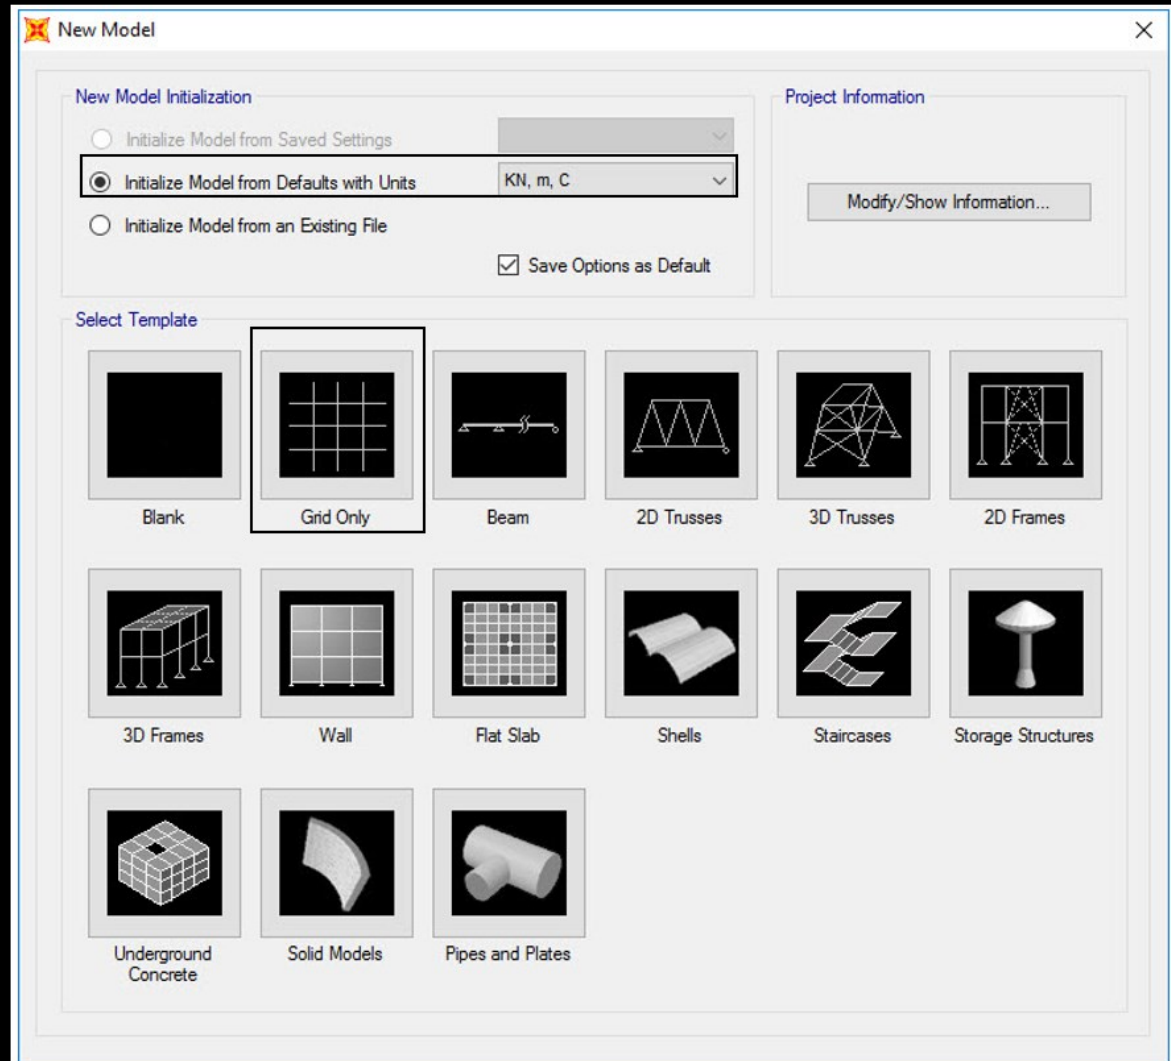 New Model
New Model Initialization
Project Information
Initialize Model from Saved Settings
Initialize Model from Defaults with Units
KN, m, C
Modify/Show Information...
Initialize Model from an Existing File
Save Options as Default
Select Template
Blank
Grid Only
Beam
2D Trusses
3D Trusses
2D Frames
3D Frames
Wall
Flat Slab
Shells
Staircases
Storage Structures
Underground
Concrete
Solid Models
Pipes and Plates